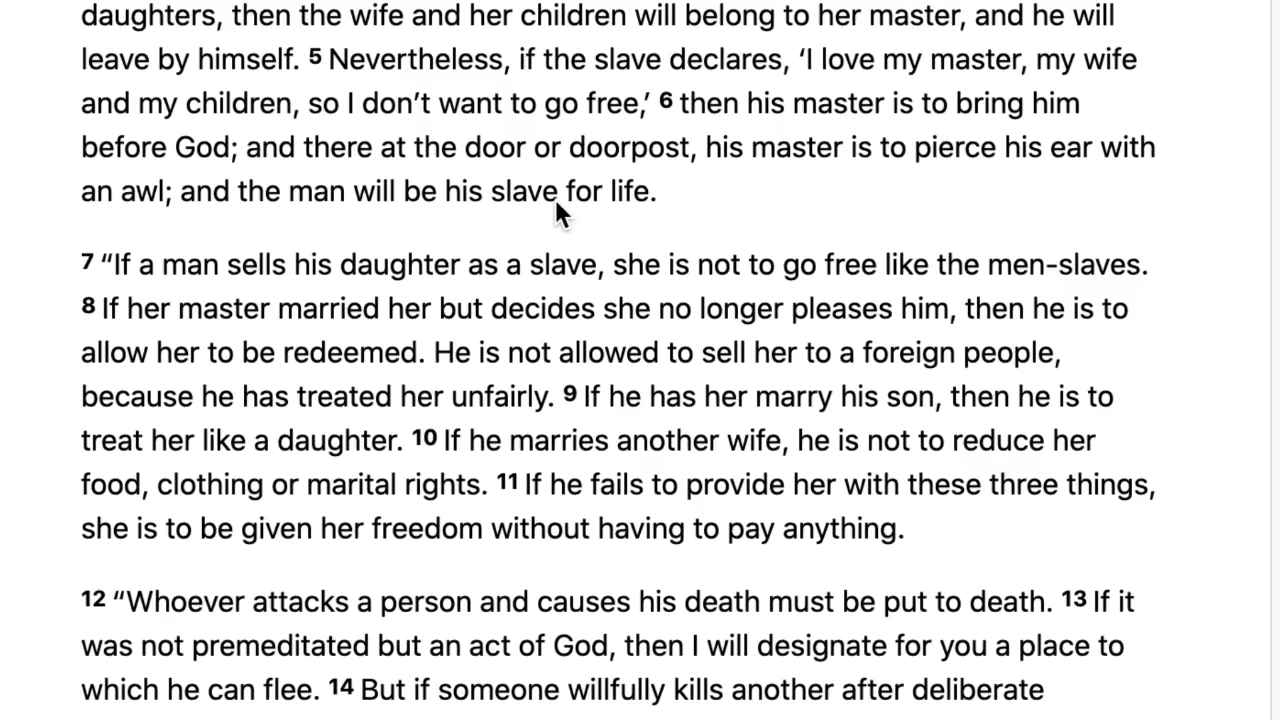 daughters, then the wife and her children will belong to her master, and he will
leave by himself. 5 Nevertheless, if the slave declares, ‘I love my master, my wife
and my children, so I don’t want to go free,’ 6 then his master is to bring him
before God; and there at the door or doorpost, his master is to pierce his ear with
an awl; and the man will be his slave for life.
7 “If a man sells his daughter as a slave, she is not to go free like the men-slaves.
8 If her master married her but decides she no longer pleases him, then he is to
allow her to be redeemed. He is not allowed to sell her to a foreign people,
because he has treated her unfairly. 9 If he has her marry his son, then he is to
treat her like a daughter. 10 If he marries another wife, he is not to reduce her
food, clothing or marital rights. 11 If he fails to provide her with these three things,
she is to be given her freedom without having to pay anything.
12 “Whoever attacks a person and causes his death must be put to death. 13 If it
was not premeditated but an act of God, then I will designate for you a place to
which he can flee. 14 But if someone willfully kills another after deliberate